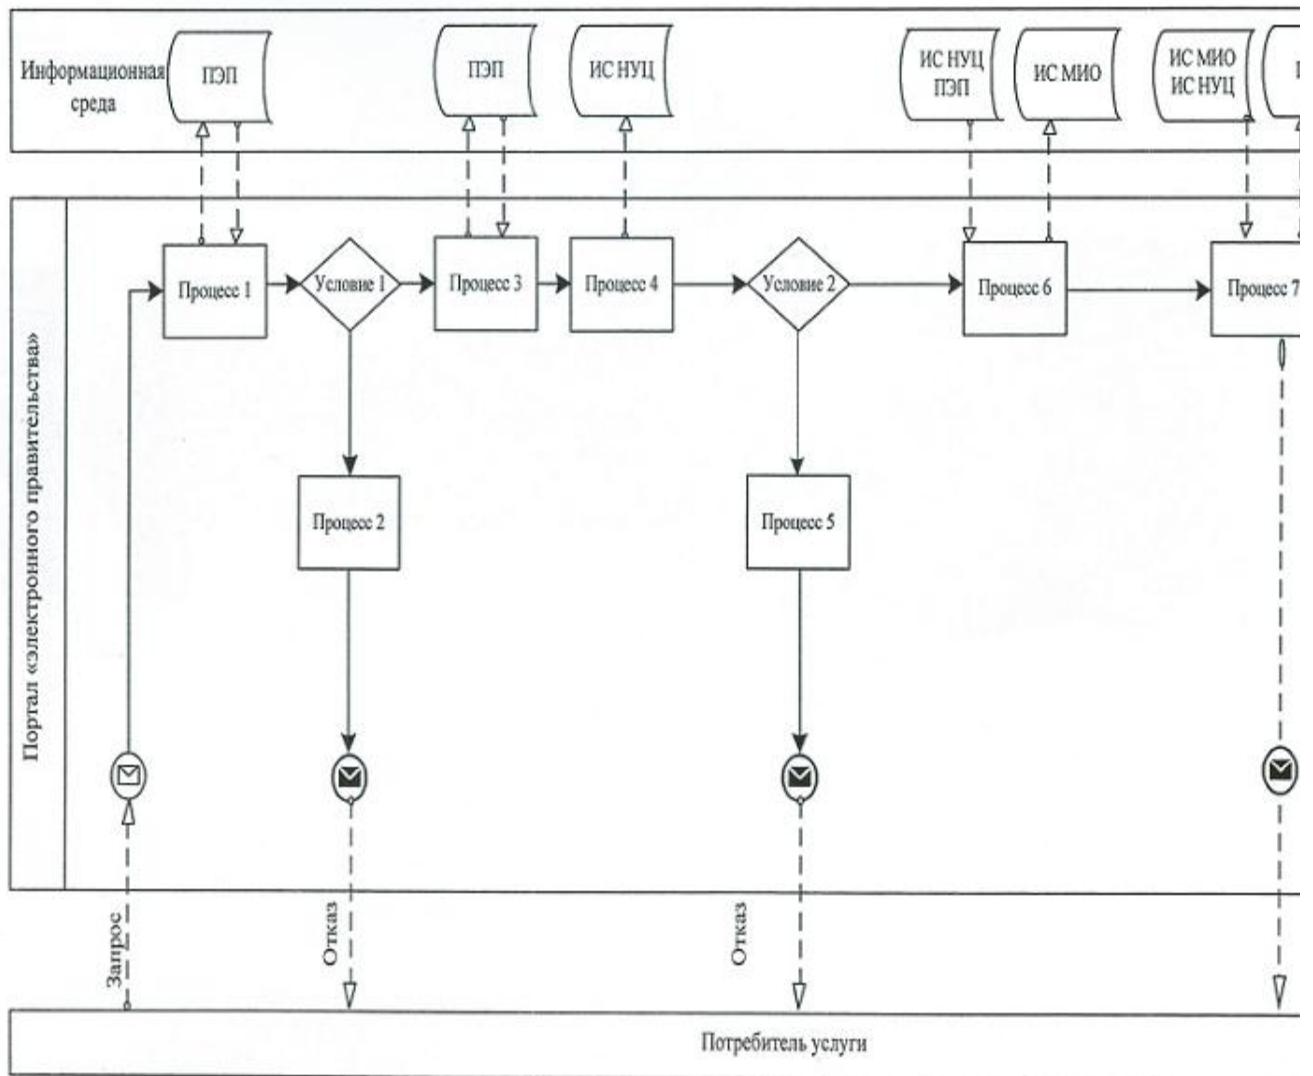 Информационная
среда
ПЭП
ПЭП
ИС НУЦ
ИС НУЦ
ПЭП
ИС МИО
ИС МИО
ИС НУЦ
Портал «электронного правительства»
Процесс 1
Условие 1
Процесс 3
Процесс 4
Условие 2
Процесс 6
Процесс 7
Процесс 2
Процесс 5
Запрос
Отказ
Отказ
Потребитель услуги